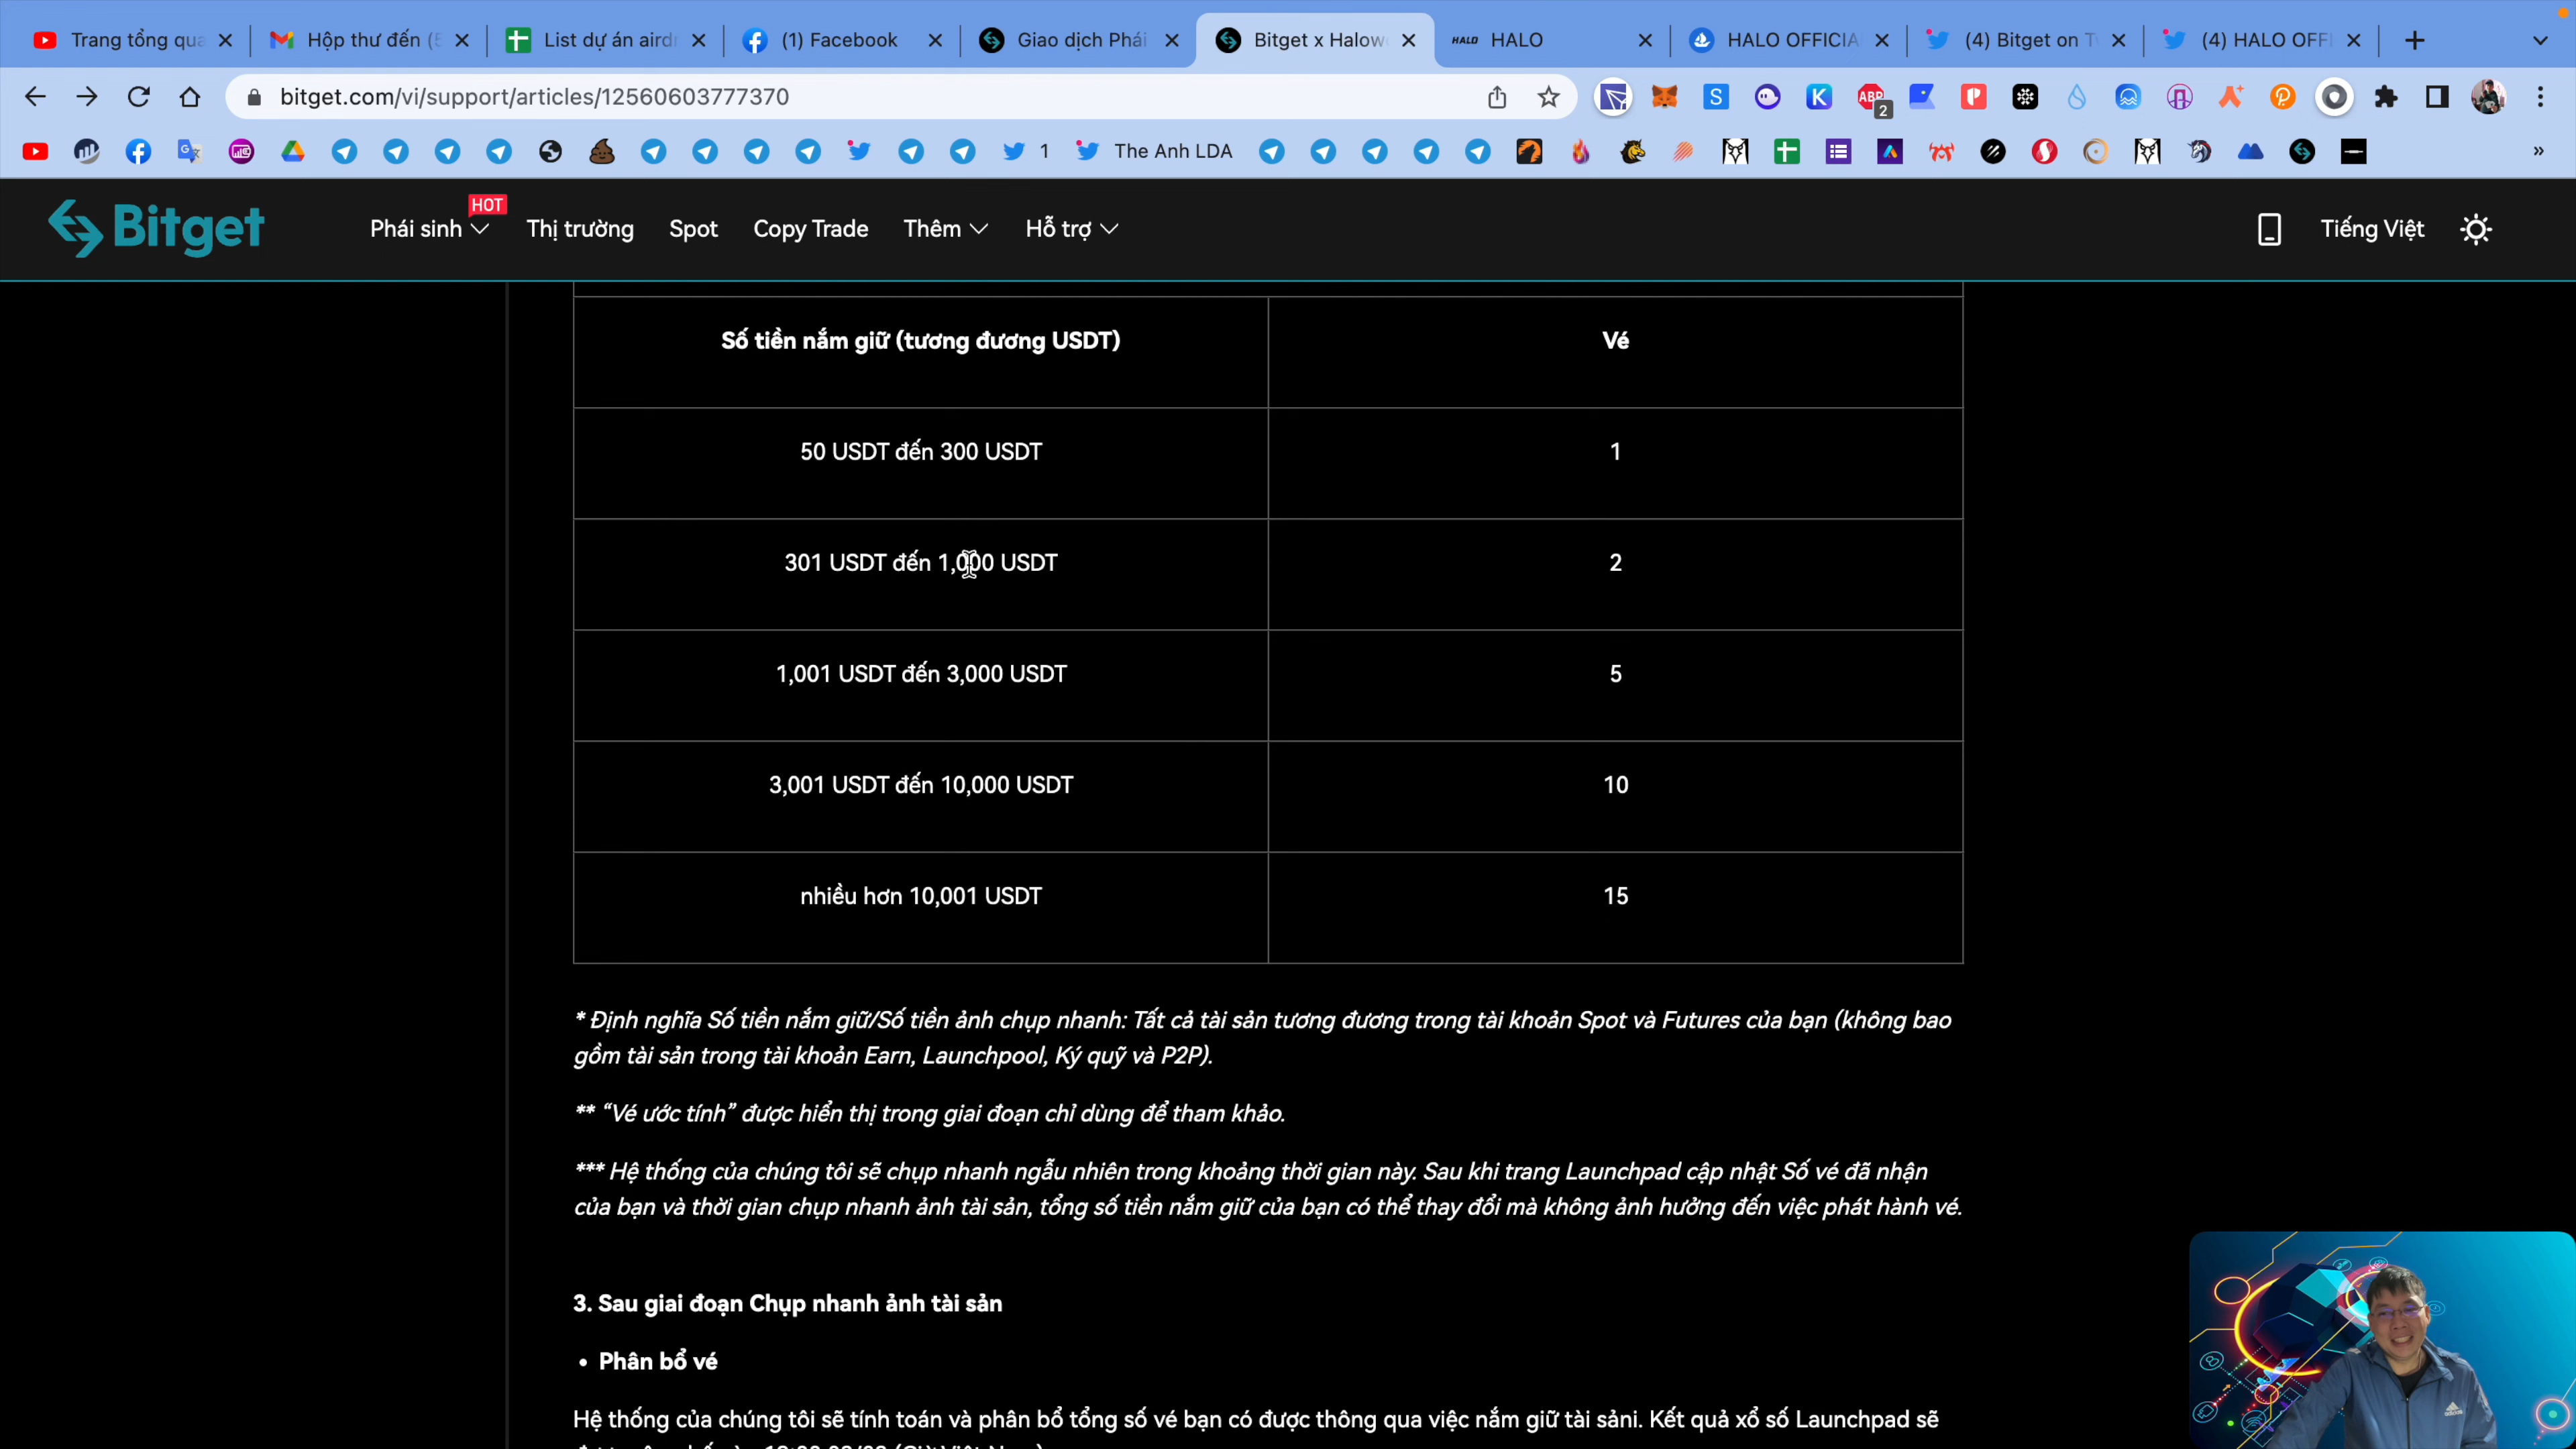 Trang tổng qua
Hộp thư đến (5
List dự án aird
(1) Facebook
Giao dịch Phái
Bitget x Halow
HALO HALO
HALO OFFICIA
(4) Bitget on T
(4) HALO OFFI
bitget.com/vi/support/articles/12560603777370
ABP
2
1
The Anh LDA
Bitget
Phái sinh
HOT
Thị trường
Spot
Copy Trade
Thêm
Hỗ trợ
Tiếng Việt
Số tiền nắm giữ (tương đương USDT) Vé
50 USDT đến 300 USDT 1
301 USDT đến 1,000 USDT 2
1,001 USDT đến 3,000 USDT 5
3,001 USDT đến 10,000 USDT 10
nhiều hơn 10,001 USDT 15
* Định nghĩa Số tiền nắm giữ/Số tiền ảnh chụp nhanh: Tất cả tài sản tương đương trong tài khoản Spot và Futures của bạn (không bao
gồm tài sản trong tài khoản Earn, Launchpool, Ký quỹ và P2P).
** “Vé ước tính” được hiển thị trong giai đoạn chỉ dùng để tham khảo.
*** Hệ thống của chúng tôi sẽ chụp nhanh ngẫu nhiên trong khoảng thời gian này. Sau khi trang Launchpad cập nhật Số vé đã nhận
của bạn và thời gian chụp nhanh ảnh tài sản, tổng số tiền nắm giữ của bạn có thể thay đổi mà không ảnh hưởng đến việc phát hành vé.
3. Sau giai đoạn Chụp nhanh ảnh tài sản
• Phân bổ vé
Hệ thống của chúng tôi sẽ tính toán và phân bổ tổng số vé bạn có được thông qua việc nắm giữ tài sảni. Kết quả xổ số Launchpad sẽ